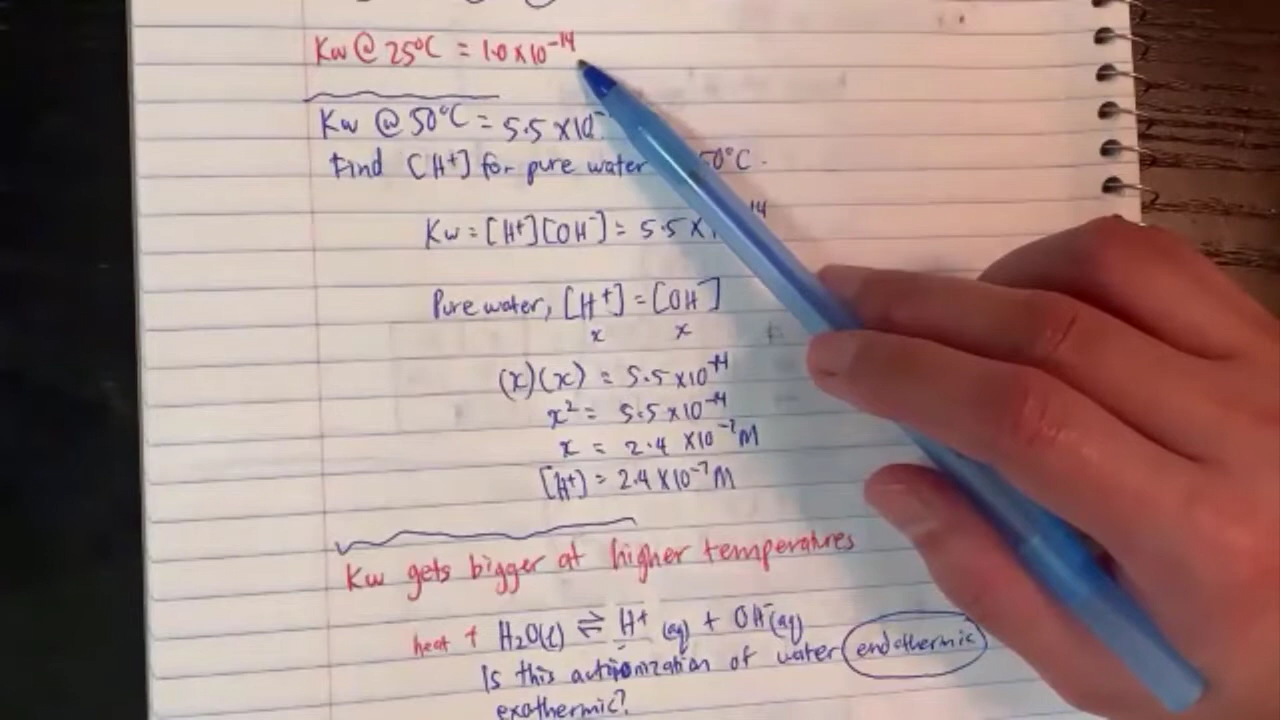 Kw @ 25°C = 1.0 x 10⁻¹⁴
Kw @ 50°C = 5.5 x 10⁻
Find [H⁺] for pure water 50°C.
Kw = [H⁺][OH⁻] = 5.5 x 14
Pure water, [H⁺] = [OH⁻]
x x
(x)(x) = 5.5 x 10⁻¹⁴
x² = 5.5 x 10⁻¹⁴
x = 2.4 x 10⁻⁷ M
[H⁺] = 2.4 x 10⁻⁷ M
Kw gets bigger at higher temperatures
heat + H₂O(l) ⇌ H⁺ (aq) + OH⁻(aq)
Is this autoionization of water endothermic
exothermic?